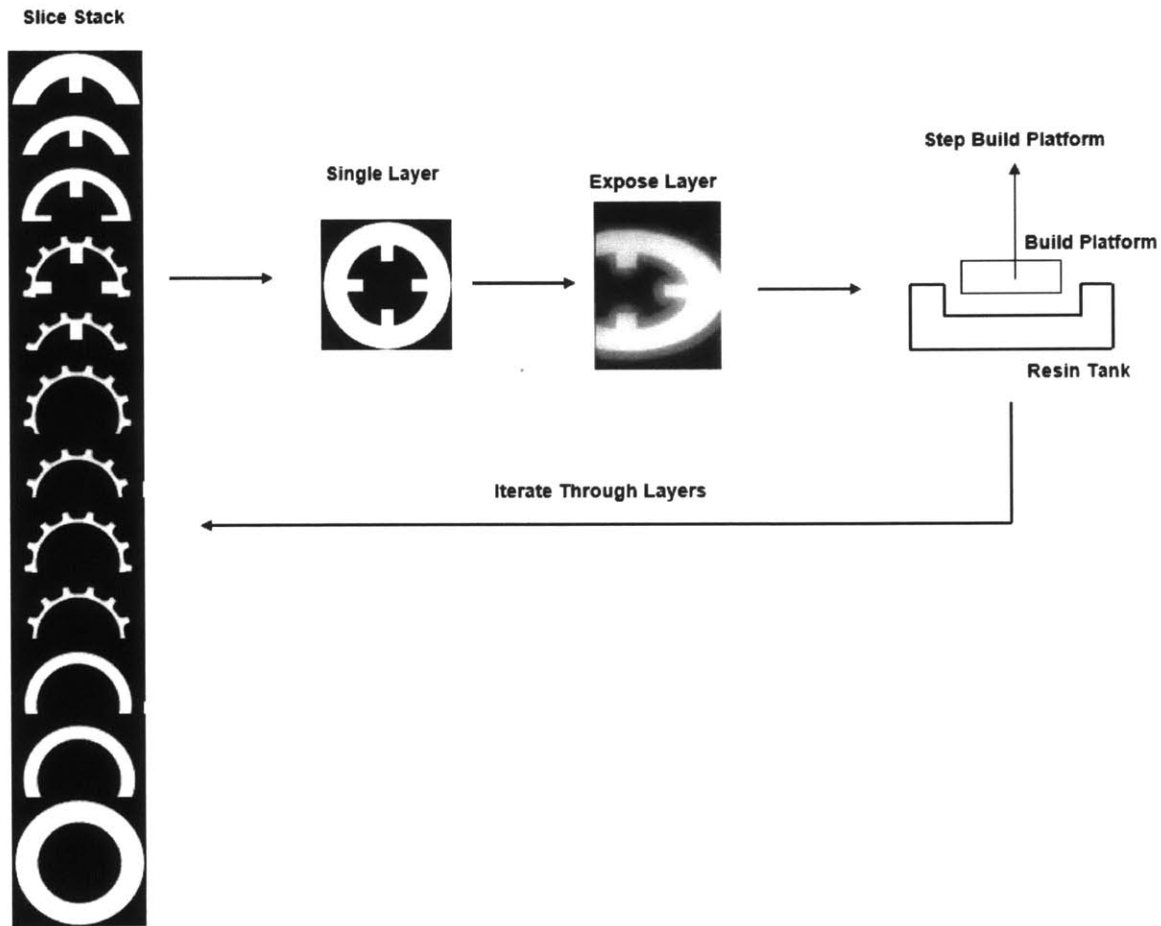 Slice Stack
Single Layer
Expose Layer
Step Build Platform
Build Platform
Resin Tank
Iterate Through Layers